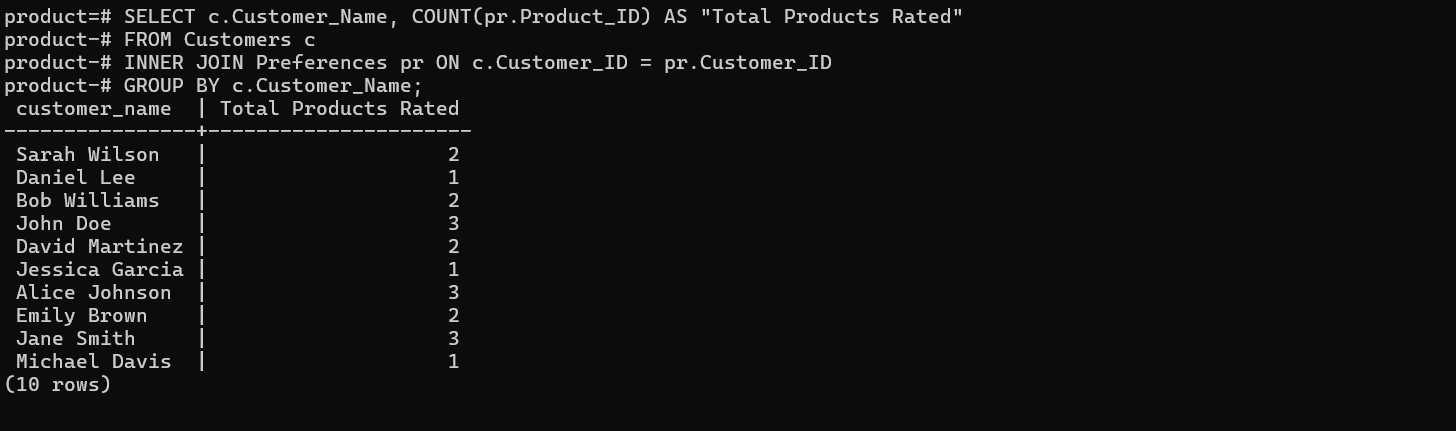 product=# SELECT c.Customer_Name, COUNT(pr.Product_ID) AS "Total Products Rated"
product-# FROM Customers c
product-# INNER JOIN Preferences pr ON c.Customer_ID = pr.Customer_ID
product-# GROUP BY c.Customer_Name;
 customer_name  | Total Products Rated
----------------+----------------------
 Sarah Wilson   |                    2
 Daniel Lee     |                    1
 Bob Williams   |                    2
 John Doe       |                    3
 David Martinez |                    2
 Jessica Garcia |                    1
 Alice Johnson  |                    3
 Emily Brown    |                    2
 Jane Smith     |                    3
 Michael Davis  |                    1
(10 rows)